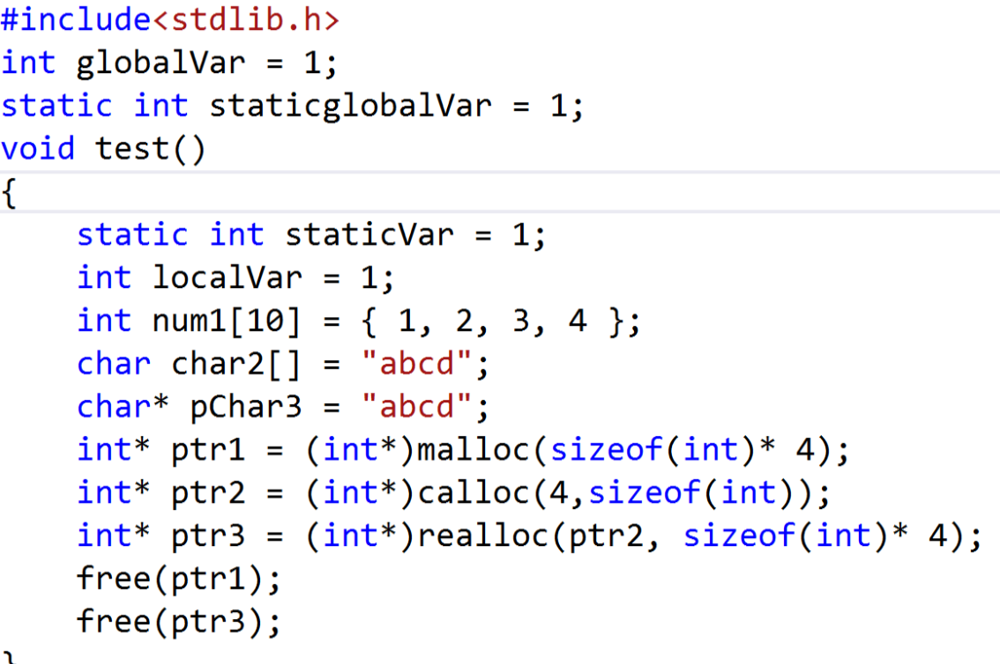 #include<stdlib.h>
int globalVar = 1;
static int staticglobalVar = 1;
void test()
{
    static int staticVar = 1;
    int localVar = 1;
    int num1[10] = { 1, 2, 3, 4 };
    char char2[] = "abcd";
    char* pChar3 = "abcd";
    int* ptr1 = (int*)malloc(sizeof(int)* 4);
    int* ptr2 = (int*)calloc(4,sizeof(int));
    int* ptr3 = (int*)realloc(ptr2, sizeof(int)* 4);
    free(ptr1);
    free(ptr3);
}